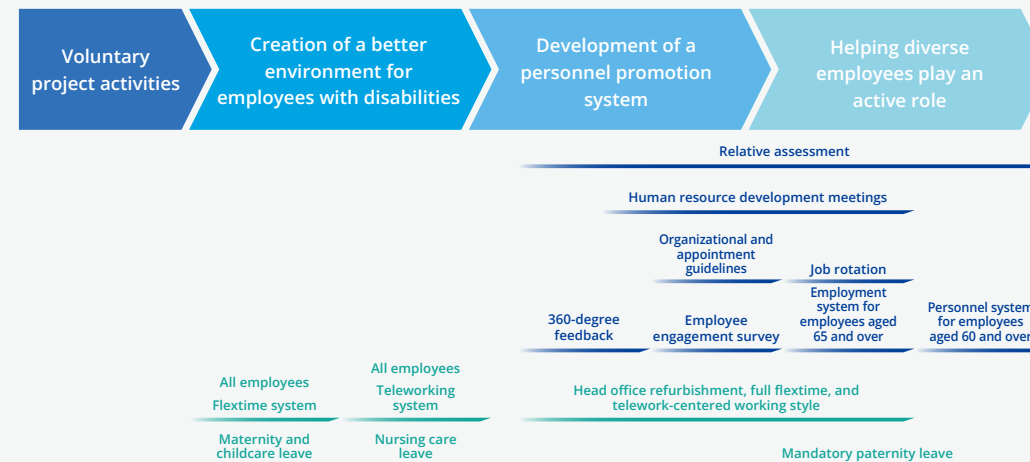 Voluntary
project activities
Creation of a better
environment for
employees with disabilities
Development of a
personnel promotion
system
Helping diverse
employees play an
active role
Relative assessment
Human resource development meetings
Organizational and
appointment
guidelines
Job rotation
360-degree
feedback
Employee
engagement survey
Employment
system for
employees aged
65 and over
Personnel system
for employees
aged 60 and over
All employees
Flextime system
All employees
Teleworking
system
Head office refurbishment, full flextime, and
telework-centered working style
Maternity and
childcare leave
Nursing care
leave
Mandatory paternity leave